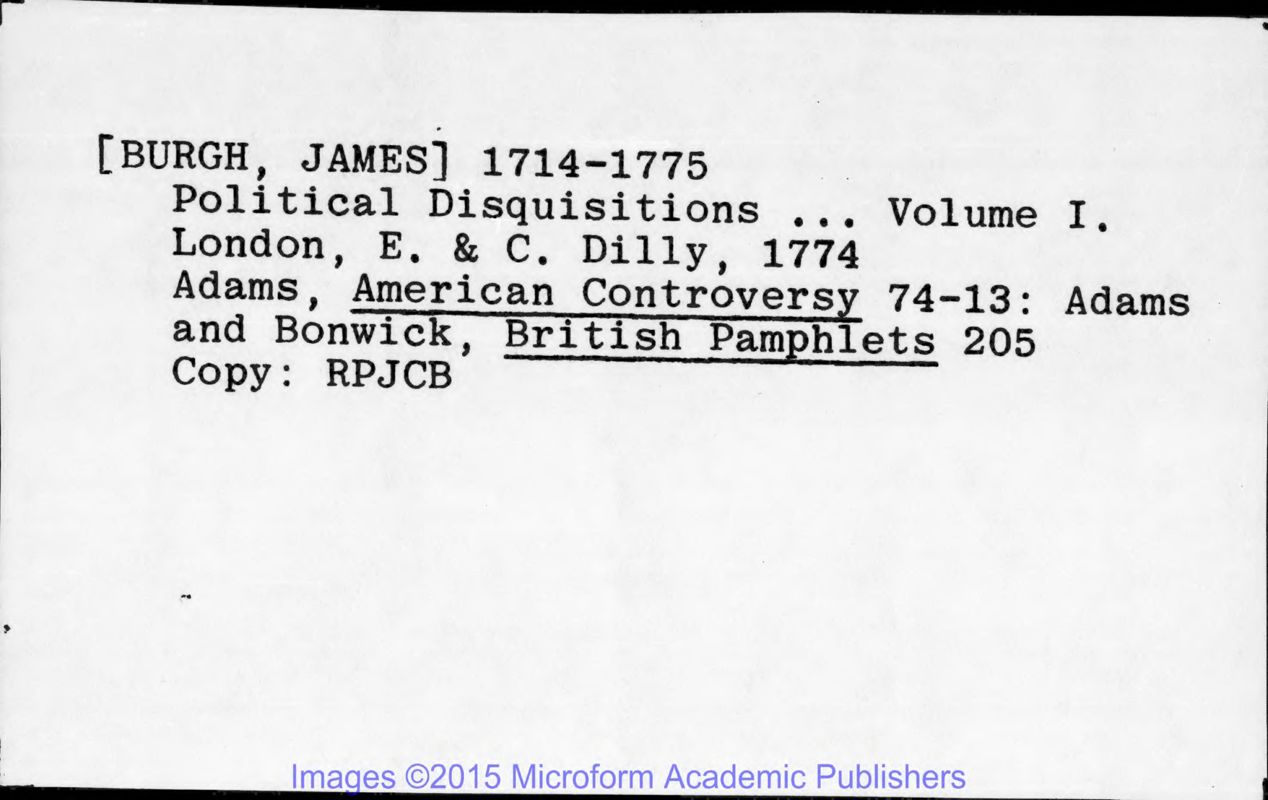 [BURGH, JAMES] 1714-1775
Political Disquisitions ... Volume I.
London, E. & C. Dilly, 1774
Adams, American Controversy 74-13: Adams
and Bonwick, British Pamphlets 205
Copy: RPJCB
Images ©2015 Microform Academic Publishers